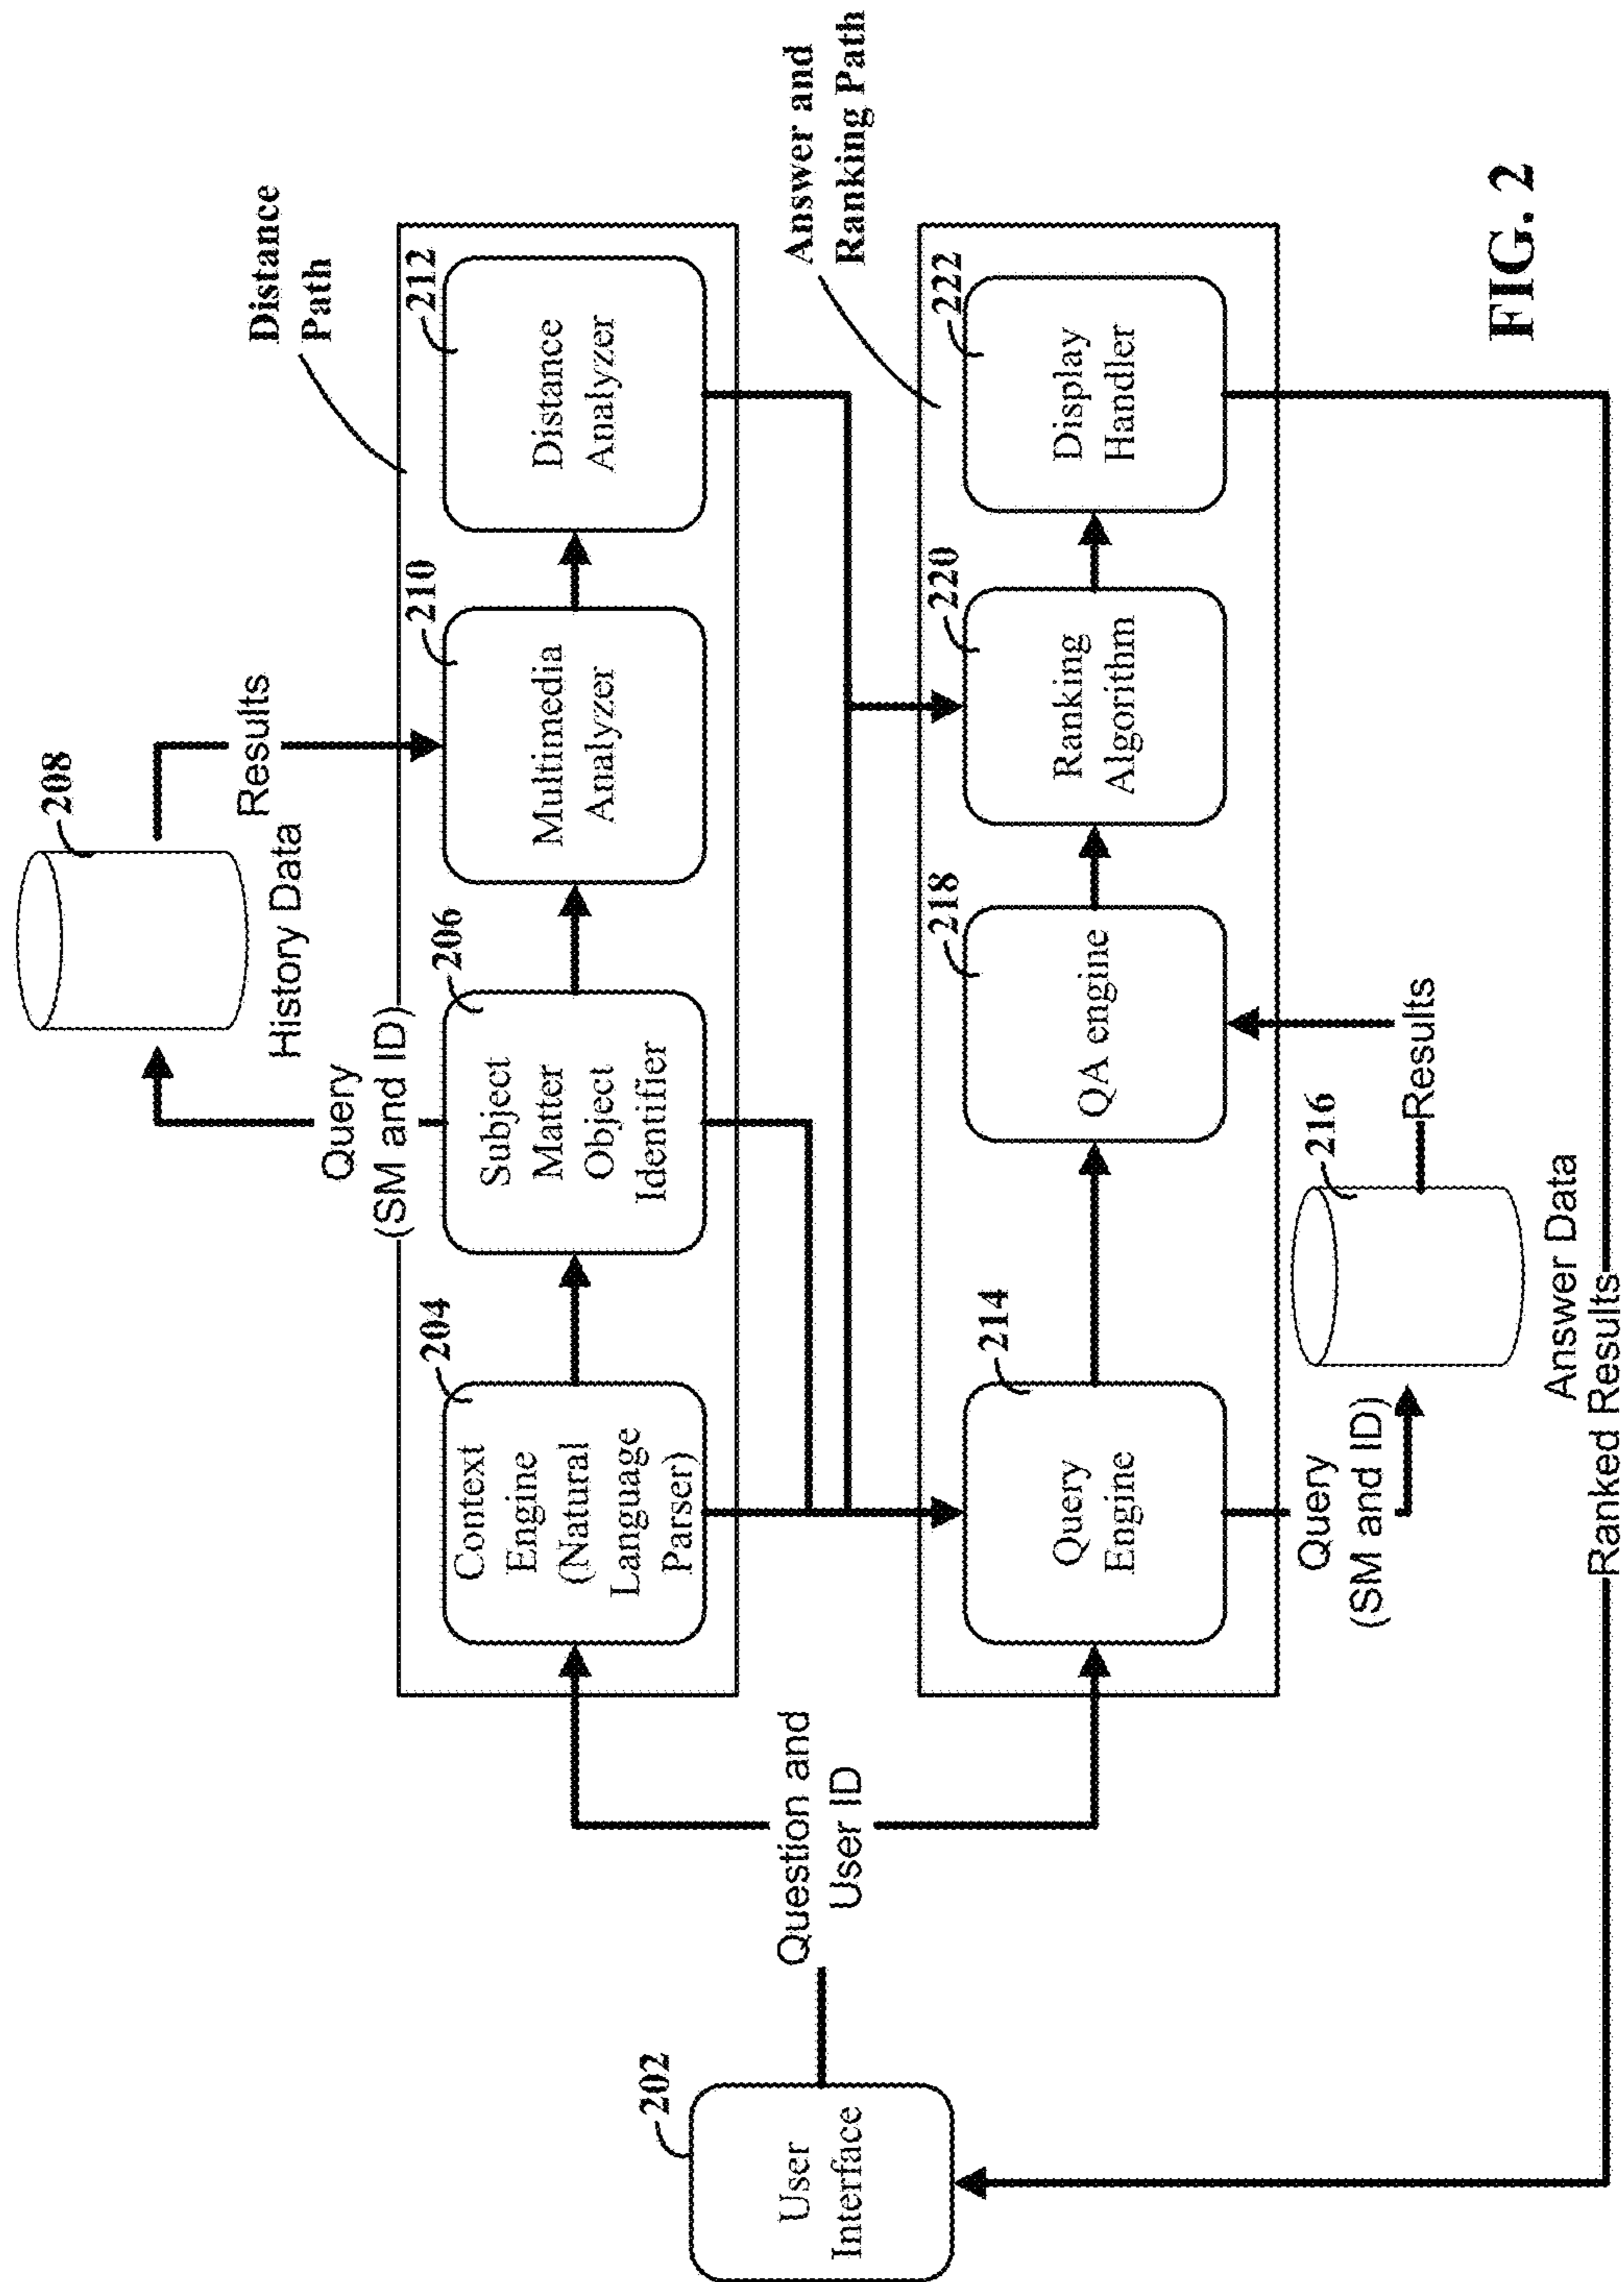 208
Results
History Data
Query
(SM and ID)
Distance
Path
204
Context
Engine
(Natural
Language
Parser)
206
Subject
Matter
Object
Identifier
210
Multimedia
Analyzer
212
Distance
Analyzer
202
User
Interface
Question and
User ID
Answer and
Ranking Path
214
Query
Engine
218
QA engine
220
Ranking
Algorithm
222
Display
Handler
Query
(SM and ID)
216
Results
Answer Data
Ranked Results
FIG. 2